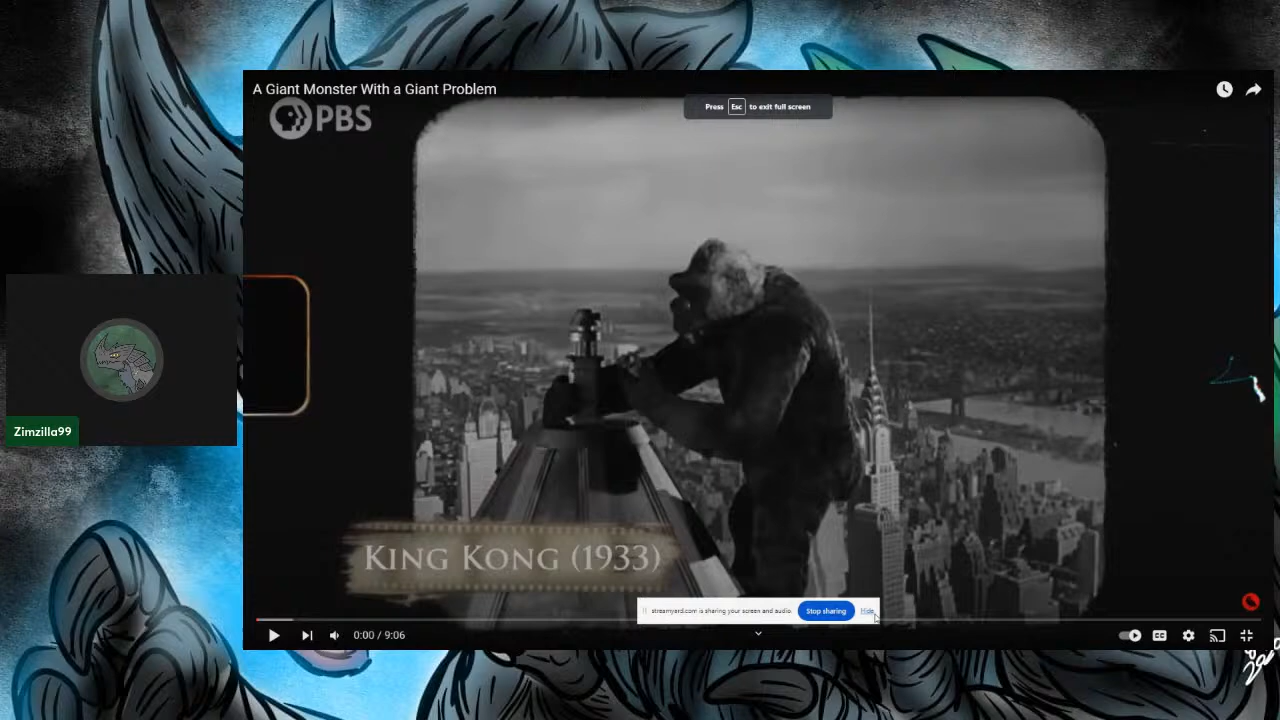 A Giant Monster With a Giant Problem
PBS
Press Esc to exit full screen
Zimzilla99
KING KONG (1933)
streamyard.com is sharing your screen and audio. Stop sharing Hide
0:00 / 9:06
CC